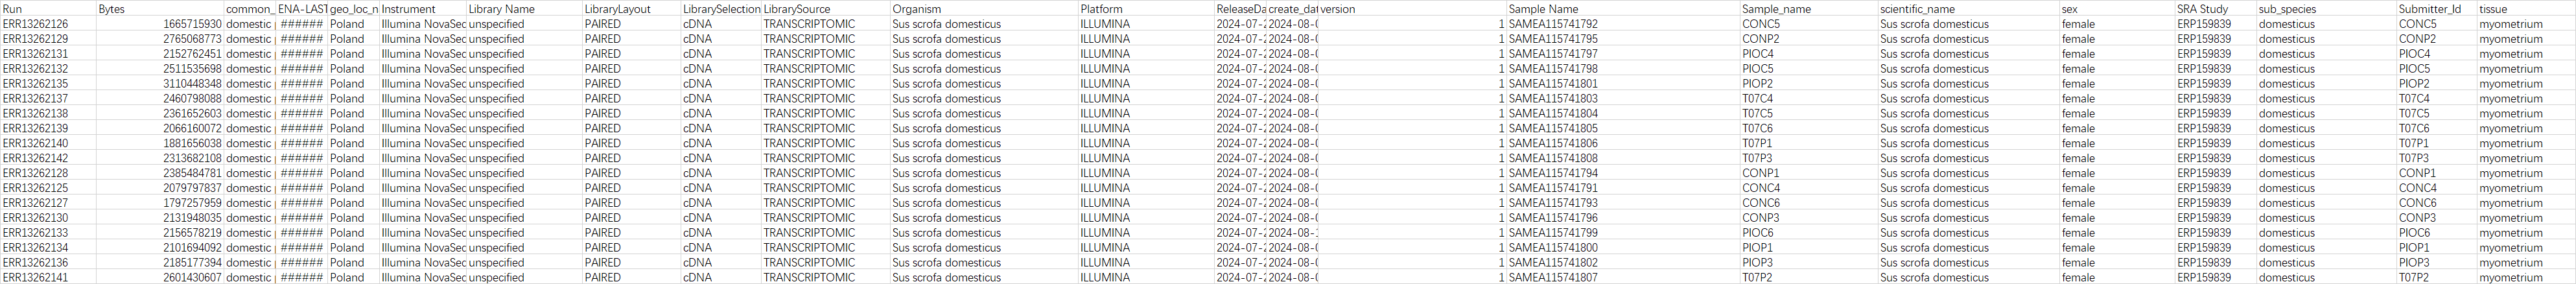 Run Bytes common_ ENA-LAST geo_loc_n Instrument Library Name LibraryLayout LibrarySelection LibrarySource Organism Platform ReleaseDa create_dat version Sample Name Sample_name scientific_name sex SRA Study sub_species Submitter_Id tissue
ERR13262126 1665715930 domestic ###### Poland Illumina NovaSeq unspecified PAIRED cDNA TRANSCRIPTOMIC Sus scrofa domesticus ILLUMINA 2024-07-2 2024-08-0 1 SAMEA115741792 CONC5 Sus scrofa domesticus female ERP159839 domesticus CONC5 myometrium
ERR13262129 2765068773 domestic ###### Poland Illumina NovaSeq unspecified PAIRED cDNA TRANSCRIPTOMIC Sus scrofa domesticus ILLUMINA 2024-07-2 2024-08-0 1 SAMEA115741795 CONP2 Sus scrofa domesticus female ERP159839 domesticus CONP2 myometrium
ERR13262131 2152762451 domestic ###### Poland Illumina NovaSeq unspecified PAIRED cDNA TRANSCRIPTOMIC Sus scrofa domesticus ILLUMINA 2024-07-2 2024-08-0 1 SAMEA115741797 PIOC4 Sus scrofa domesticus female ERP159839 domesticus PIOC4 myometrium
ERR13262132 2511535698 domestic ###### Poland Illumina NovaSeq unspecified PAIRED cDNA TRANSCRIPTOMIC Sus scrofa domesticus ILLUMINA 2024-07-2 2024-08-0 1 SAMEA115741798 PIOC5 Sus scrofa domesticus female ERP159839 domesticus PIOC5 myometrium
ERR13262135 3110448348 domestic ###### Poland Illumina NovaSeq unspecified PAIRED cDNA TRANSCRIPTOMIC Sus scrofa domesticus ILLUMINA 2024-07-2 2024-08-0 1 SAMEA115741801 PIOP2 Sus scrofa domesticus female ERP159839 domesticus PIOP2 myometrium
ERR13262137 2460798088 domestic ###### Poland Illumina NovaSeq unspecified PAIRED cDNA TRANSCRIPTOMIC Sus scrofa domesticus ILLUMINA 2024-07-2 2024-08-0 1 SAMEA115741803 T07C4 Sus scrofa domesticus female ERP159839 domesticus T07C4 myometrium
ERR13262138 2361652603 domestic ###### Poland Illumina NovaSeq unspecified PAIRED cDNA TRANSCRIPTOMIC Sus scrofa domesticus ILLUMINA 2024-07-2 2024-08-0 1 SAMEA115741804 T07C5 Sus scrofa domesticus female ERP159839 domesticus T07C5 myometrium
ERR13262139 2066160072 domestic ###### Poland Illumina NovaSeq unspecified PAIRED cDNA TRANSCRIPTOMIC Sus scrofa domesticus ILLUMINA 2024-07-2 2024-08-0 1 SAMEA115741805 T07C6 Sus scrofa domesticus female ERP159839 domesticus T07C6 myometrium
ERR13262140 1881656038 domestic ###### Poland Illumina NovaSeq unspecified PAIRED cDNA TRANSCRIPTOMIC Sus scrofa domesticus ILLUMINA 2024-07-2 2024-08-0 1 SAMEA115741806 T07P1 Sus scrofa domesticus female ERP159839 domesticus T07P1 myometrium
ERR13262142 2313682108 domestic ###### Poland Illumina NovaSeq unspecified PAIRED cDNA TRANSCRIPTOMIC Sus scrofa domesticus ILLUMINA 2024-07-2 2024-08-0 1 SAMEA115741808 T07P3 Sus scrofa domesticus female ERP159839 domesticus T07P3 myometrium
ERR13262128 2385484781 domestic ###### Poland Illumina NovaSeq unspecified PAIRED cDNA TRANSCRIPTOMIC Sus scrofa domesticus ILLUMINA 2024-07-2 2024-08-0 1 SAMEA115741794 CONP1 Sus scrofa domesticus female ERP159839 domesticus CONP1 myometrium
ERR13262125 2079797837 domestic ###### Poland Illumina NovaSeq unspecified PAIRED cDNA TRANSCRIPTOMIC Sus scrofa domesticus ILLUMINA 2024-07-2 2024-08-0 1 SAMEA115741791 CONC4 Sus scrofa domesticus female ERP159839 domesticus CONC4 myometrium
ERR13262127 1797257959 domestic ###### Poland Illumina NovaSeq unspecified PAIRED cDNA TRANSCRIPTOMIC Sus scrofa domesticus ILLUMINA 2024-07-2 2024-08-0 1 SAMEA115741793 CONC6 Sus scrofa domesticus female ERP159839 domesticus CONC6 myometrium
ERR13262130 2131948035 domestic ###### Poland Illumina NovaSeq unspecified PAIRED cDNA TRANSCRIPTOMIC Sus scrofa domesticus ILLUMINA 2024-07-2 2024-08-0 1 SAMEA115741796 CONP3 Sus scrofa domesticus female ERP159839 domesticus CONP3 myometrium
ERR13262133 2156578219 domestic ###### Poland Illumina NovaSeq unspecified PAIRED cDNA TRANSCRIPTOMIC Sus scrofa domesticus ILLUMINA 2024-07-2 2024-08-1 1 SAMEA115741799 PIOC6 Sus scrofa domesticus female ERP159839 domesticus PIOC6 myometrium
ERR13262134 2101694092 domestic ###### Poland Illumina NovaSeq unspecified PAIRED cDNA TRANSCRIPTOMIC Sus scrofa domesticus ILLUMINA 2024-07-2 2024-08-0 1 SAMEA115741800 PIOP1 Sus scrofa domesticus female ERP159839 domesticus PIOP1 myometrium
ERR13262136 2185177394 domestic ###### Poland Illumina NovaSeq unspecified PAIRED cDNA TRANSCRIPTOMIC Sus scrofa domesticus ILLUMINA 2024-07-2 2024-08-0 1 SAMEA115741802 PIOP3 Sus scrofa domesticus female ERP159839 domesticus PIOP3 myometrium
ERR13262141 2601430607 domestic ###### Poland Illumina NovaSeq unspecified PAIRED cDNA TRANSCRIPTOMIC Sus scrofa domesticus ILLUMINA 2024-07-2 2024-08-0 1 SAMEA115741807 T07P2 Sus scrofa domesticus female ERP159839 domesticus T07P2 myometrium